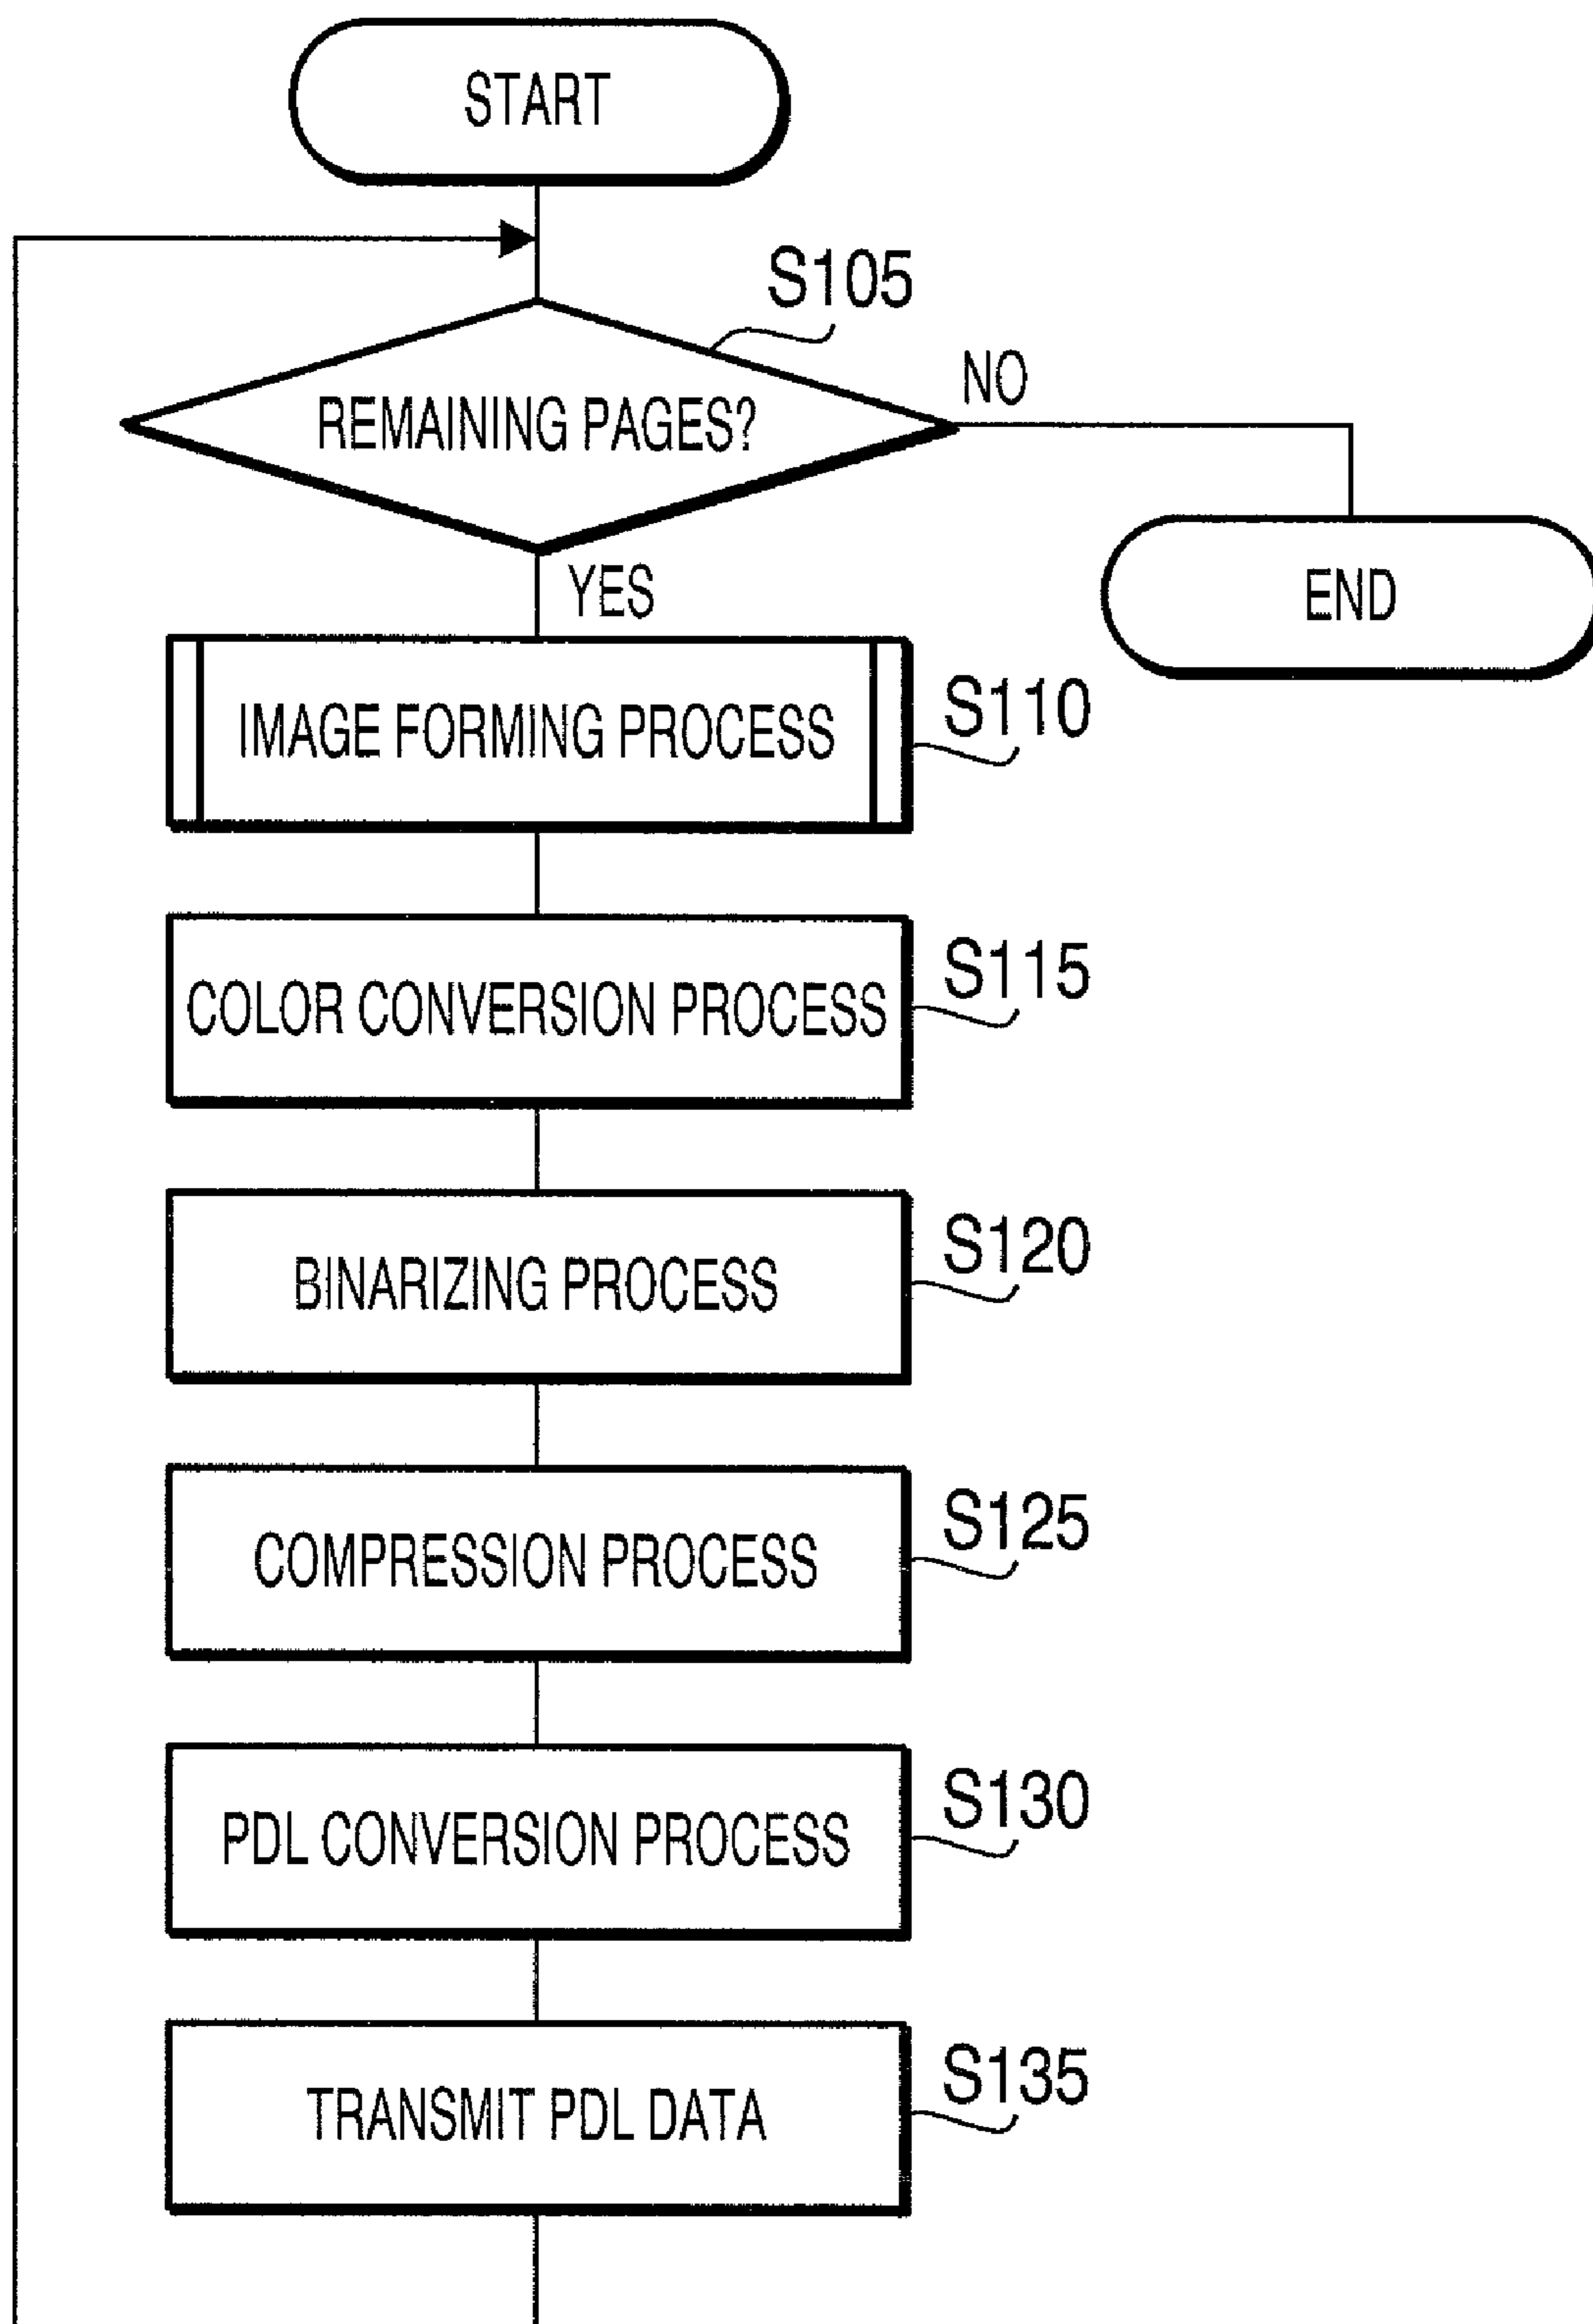 START
S105
REMAINING PAGES?
NO
YES
END
IMAGE FORMING PROCESS
S110
COLOR CONVERSION PROCESS
S115
BINARIZING PROCESS
S120
COMPRESSION PROCESS
S125
PDL CONVERSION PROCESS
S130
TRANSMIT PDL DATA
S135